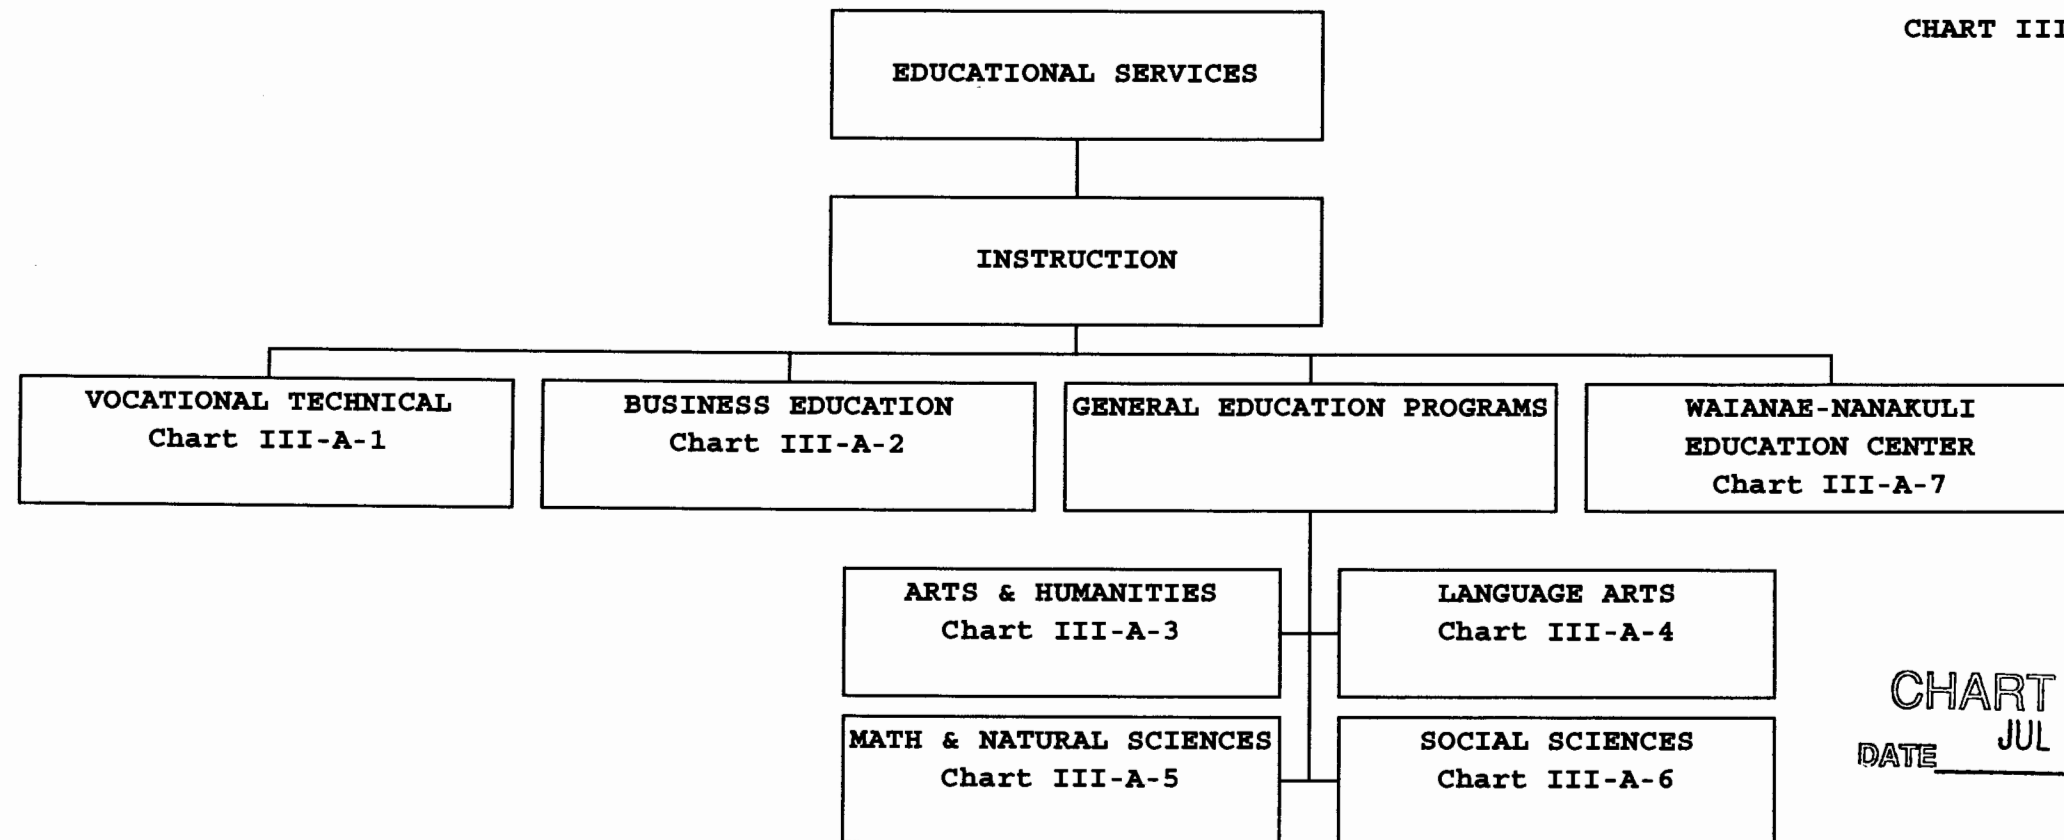 CHART III
EDUCATIONAL SERVICES
INSTRUCTION
VOCATIONAL TECHNICAL
Chart III-A-1
BUSINESS EDUCATION
Chart III-A-2
GENERAL EDUCATION PROGRAMS
WAIANAE-NANAKULI
EDUCATION CENTER
Chart III-A-7
ARTS & HUMANITIES
Chart III-A-3
LANGUAGE ARTS
Chart III-A-4
MATH & NATURAL SCIENCES
Chart III-A-5
SOCIAL SCIENCES
Chart III-A-6
CHART
JUL
DATE